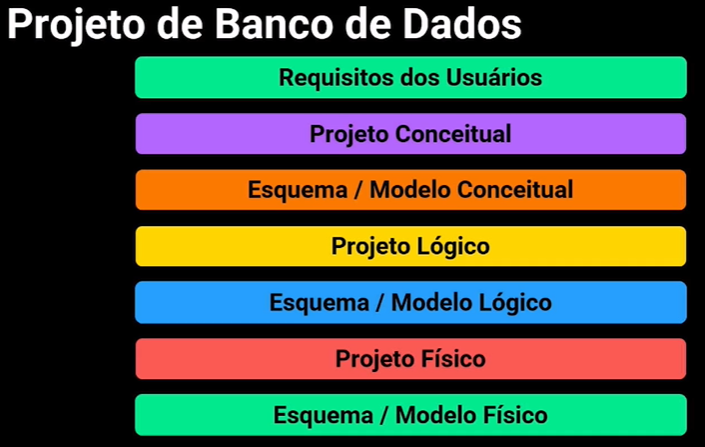 Projeto de Banco de Dados
Requisitos dos Usuários
Projeto Conceitual
Esquema / Modelo Conceitual
Projeto Lógico
Esquema / Modelo Lógico
Projeto Físico
Esquema / Modelo Físico